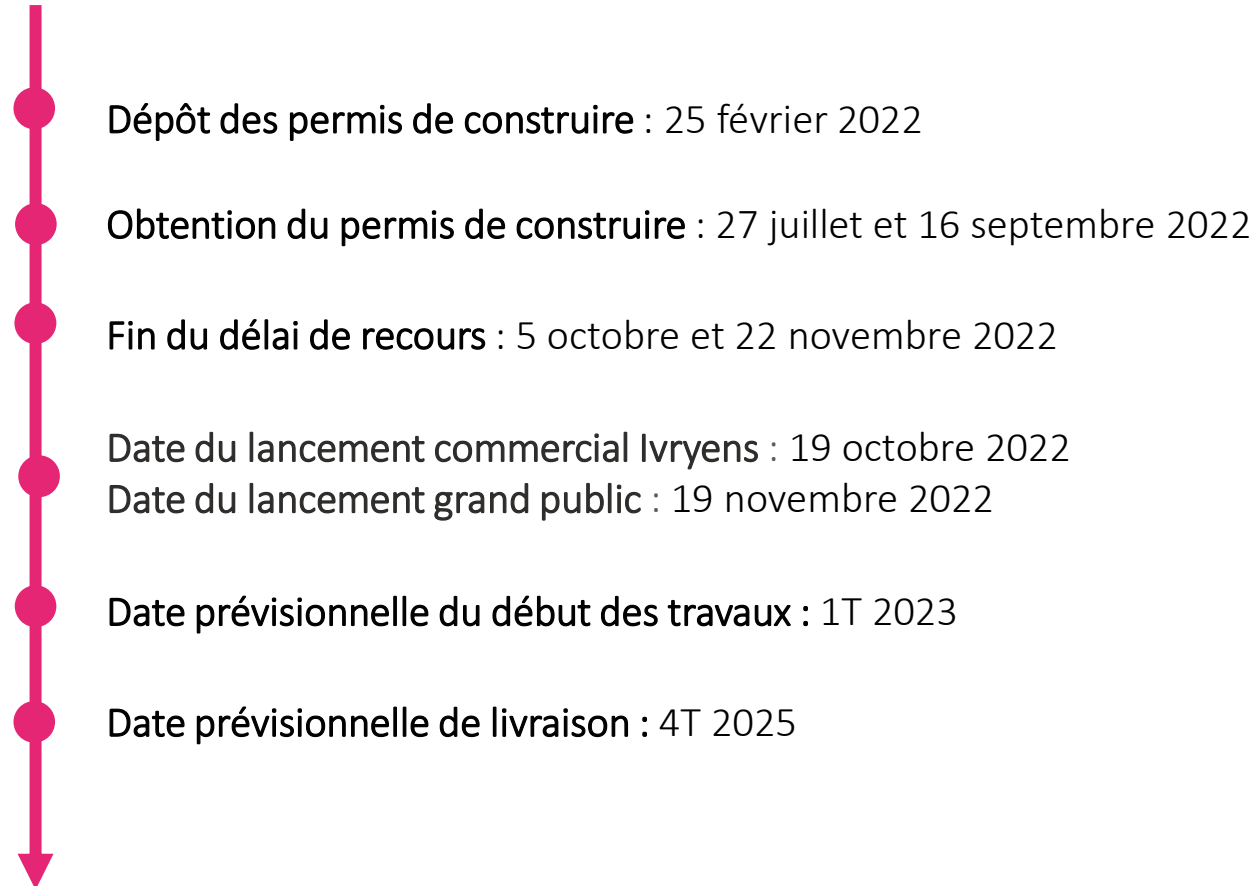 Dépôt des permis de construire : 25 février 2022
Obtention du permis de construire : 27 juillet et 16 septembre 2022
Fin du délai de recours : 5 octobre et 22 novembre 2022
Date du lancement commercial Ivryens : 19 octobre 2022
Date du lancement grand public : 19 novembre 2022
Date prévisionnelle du début des travaux : 1T 2023
Date prévisionnelle de livraison : 4T 2025